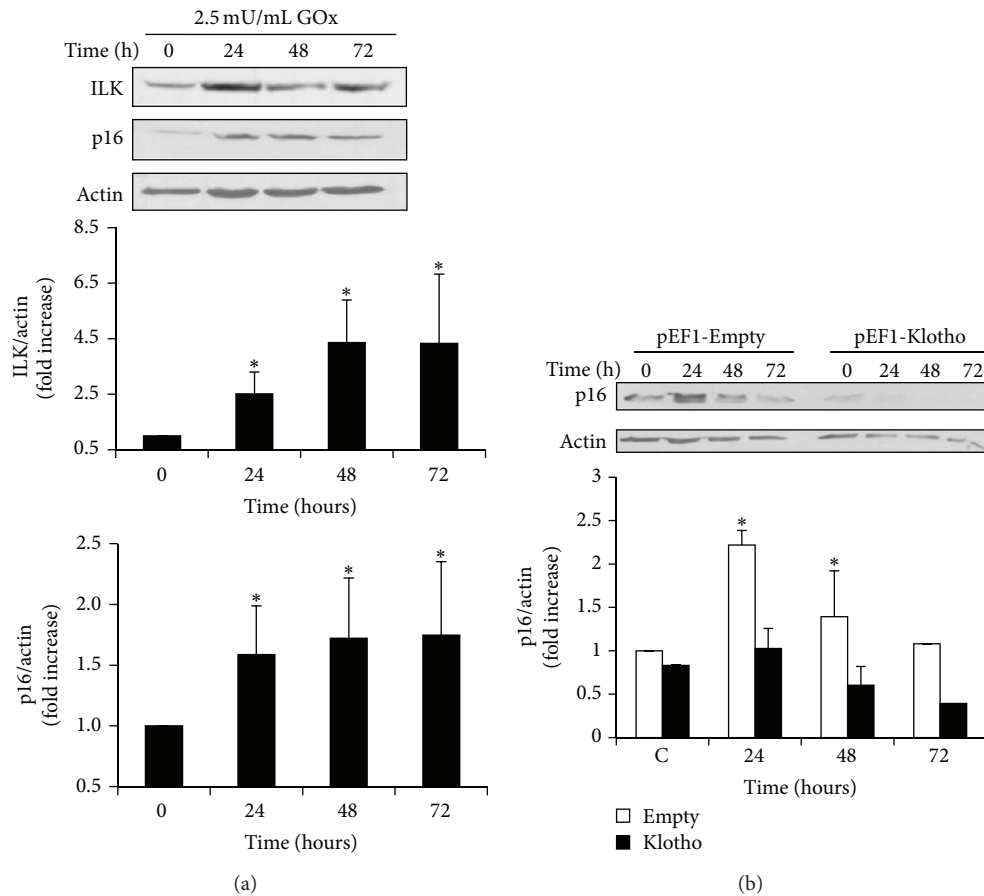 2.5 mU/mL GOx
Time (h) 0 24 48 72
ILK
p16
Actin
8.5
6.5
4.5
2.5
0.5
ILK/actin
(fold increase)
* * *
0 24 48 72
Time (hours)
2.5
2.0
1.5
1.0
0.5
p16/actin
(fold increase)
* * *
0 24 48 72
Time (hours)
(a)
pEF1-Empty pEF1-Klotho
Time (h) 0 24 48 72 0 24 48 72
p16
Actin
3
2.5
2
1.5
1
0.5
0
p16/actin
(fold increase)
* *
C 24 48 72
Time (hours)
Empty
Klotho
(b)